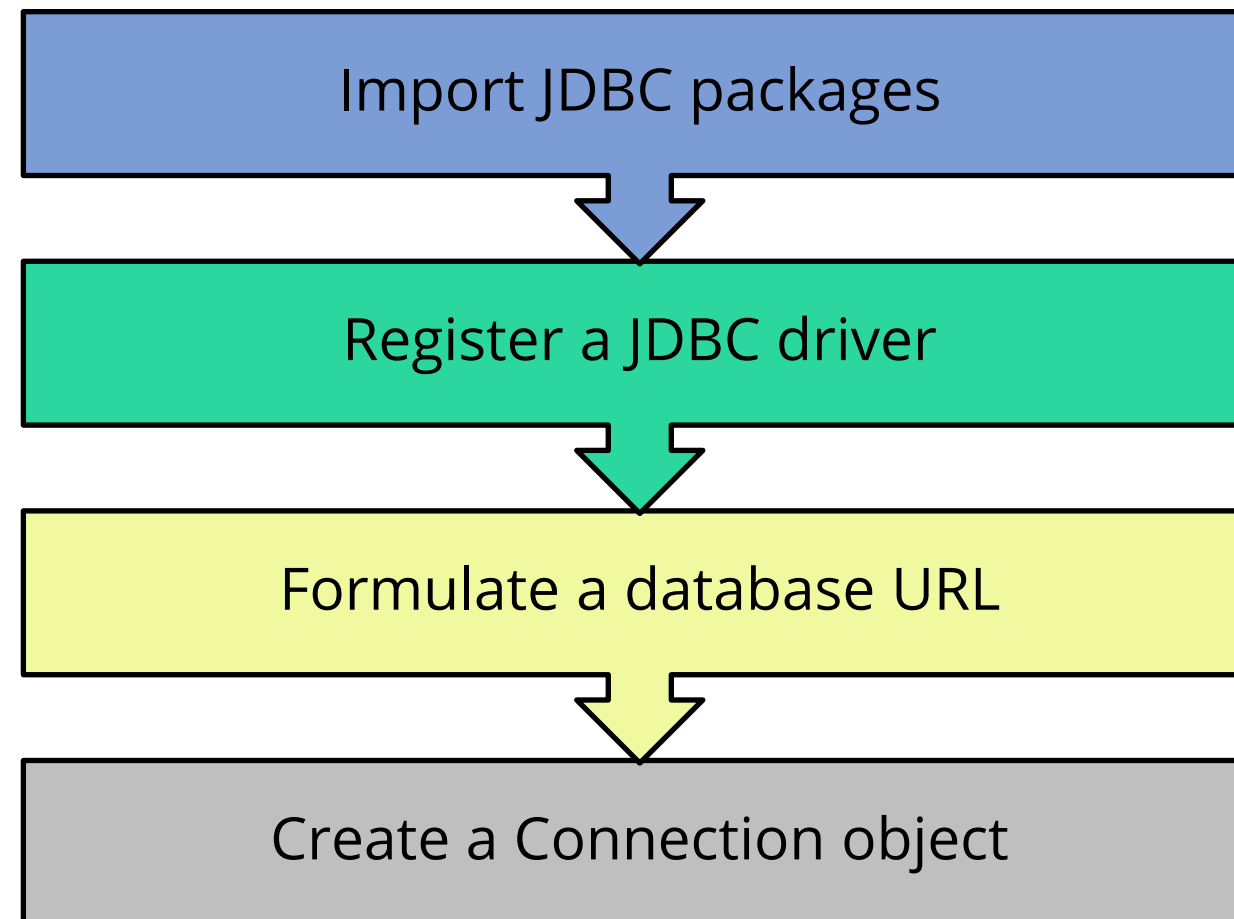 Import JDBC packages
Register a JDBC driver
Formulate a database URL
Create a Connection object